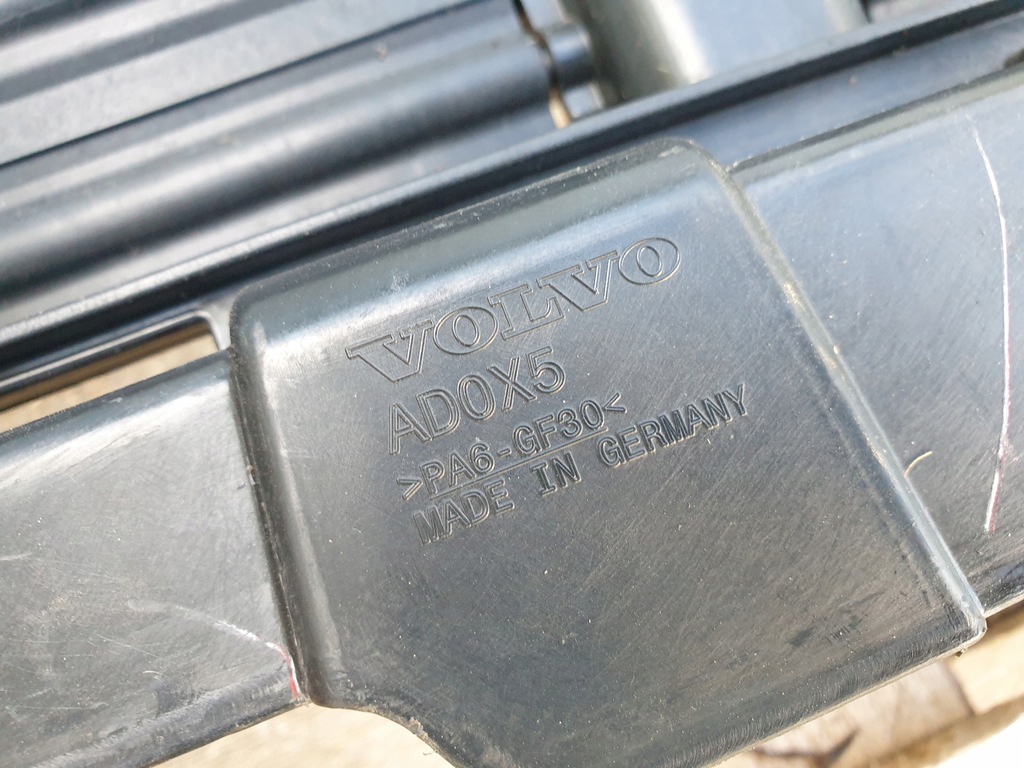 VOLVO
AD0X5
>PA6-GF30<
MADE IN GERMANY